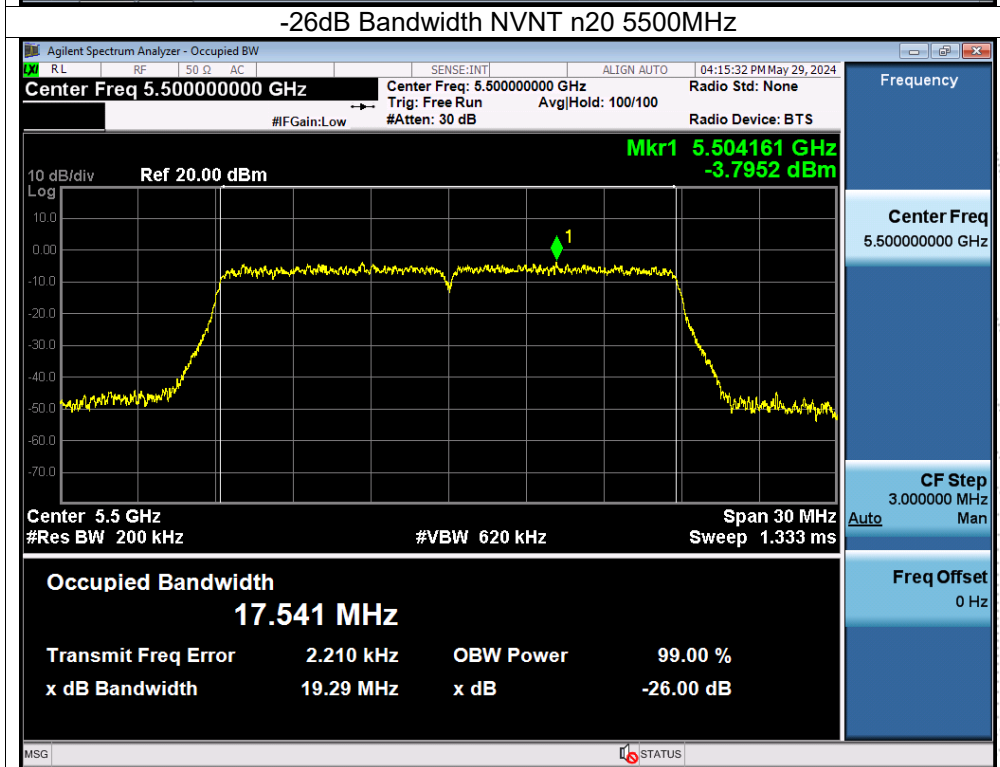 -26dB Bandwidth NVNT n20 5500MHz
Agilent Spectrum Analyzer - Occupied BW
LXI RL RF 50 Ω AC SENSE:INT ALIGN AUTO 04:15:32 PM May 29, 2024
Center Freq 5.500000000 GHz
Center Freq: 5.500000000 GHz Radio Std: None
Trig: Free Run Avg|Hold: 100/100
#IFGain:Low #Atten: 30 dB Radio Device: BTS
Mkr1 5.504161 GHz
-3.7952 dBm
10 dB/div Ref 20.00 dBm
Log
10.0
0.00
-10.0
-20.0
-30.0
-40.0
-50.0
-60.0
-70.0
1
Center 5.5 GHz Span 30 MHz
#Res BW 200 kHz #VBW 620 kHz Sweep 1.333 ms
Occupied Bandwidth
17.541 MHz
Transmit Freq Error 2.210 kHz OBW Power 99.00 %
x dB Bandwidth 19.29 MHz x dB -26.00 dB
Frequency
Center Freq
5.500000000 GHz
CF Step
3.000000 MHz
Auto Man
Freq Offset
0 Hz
MSG STATUS